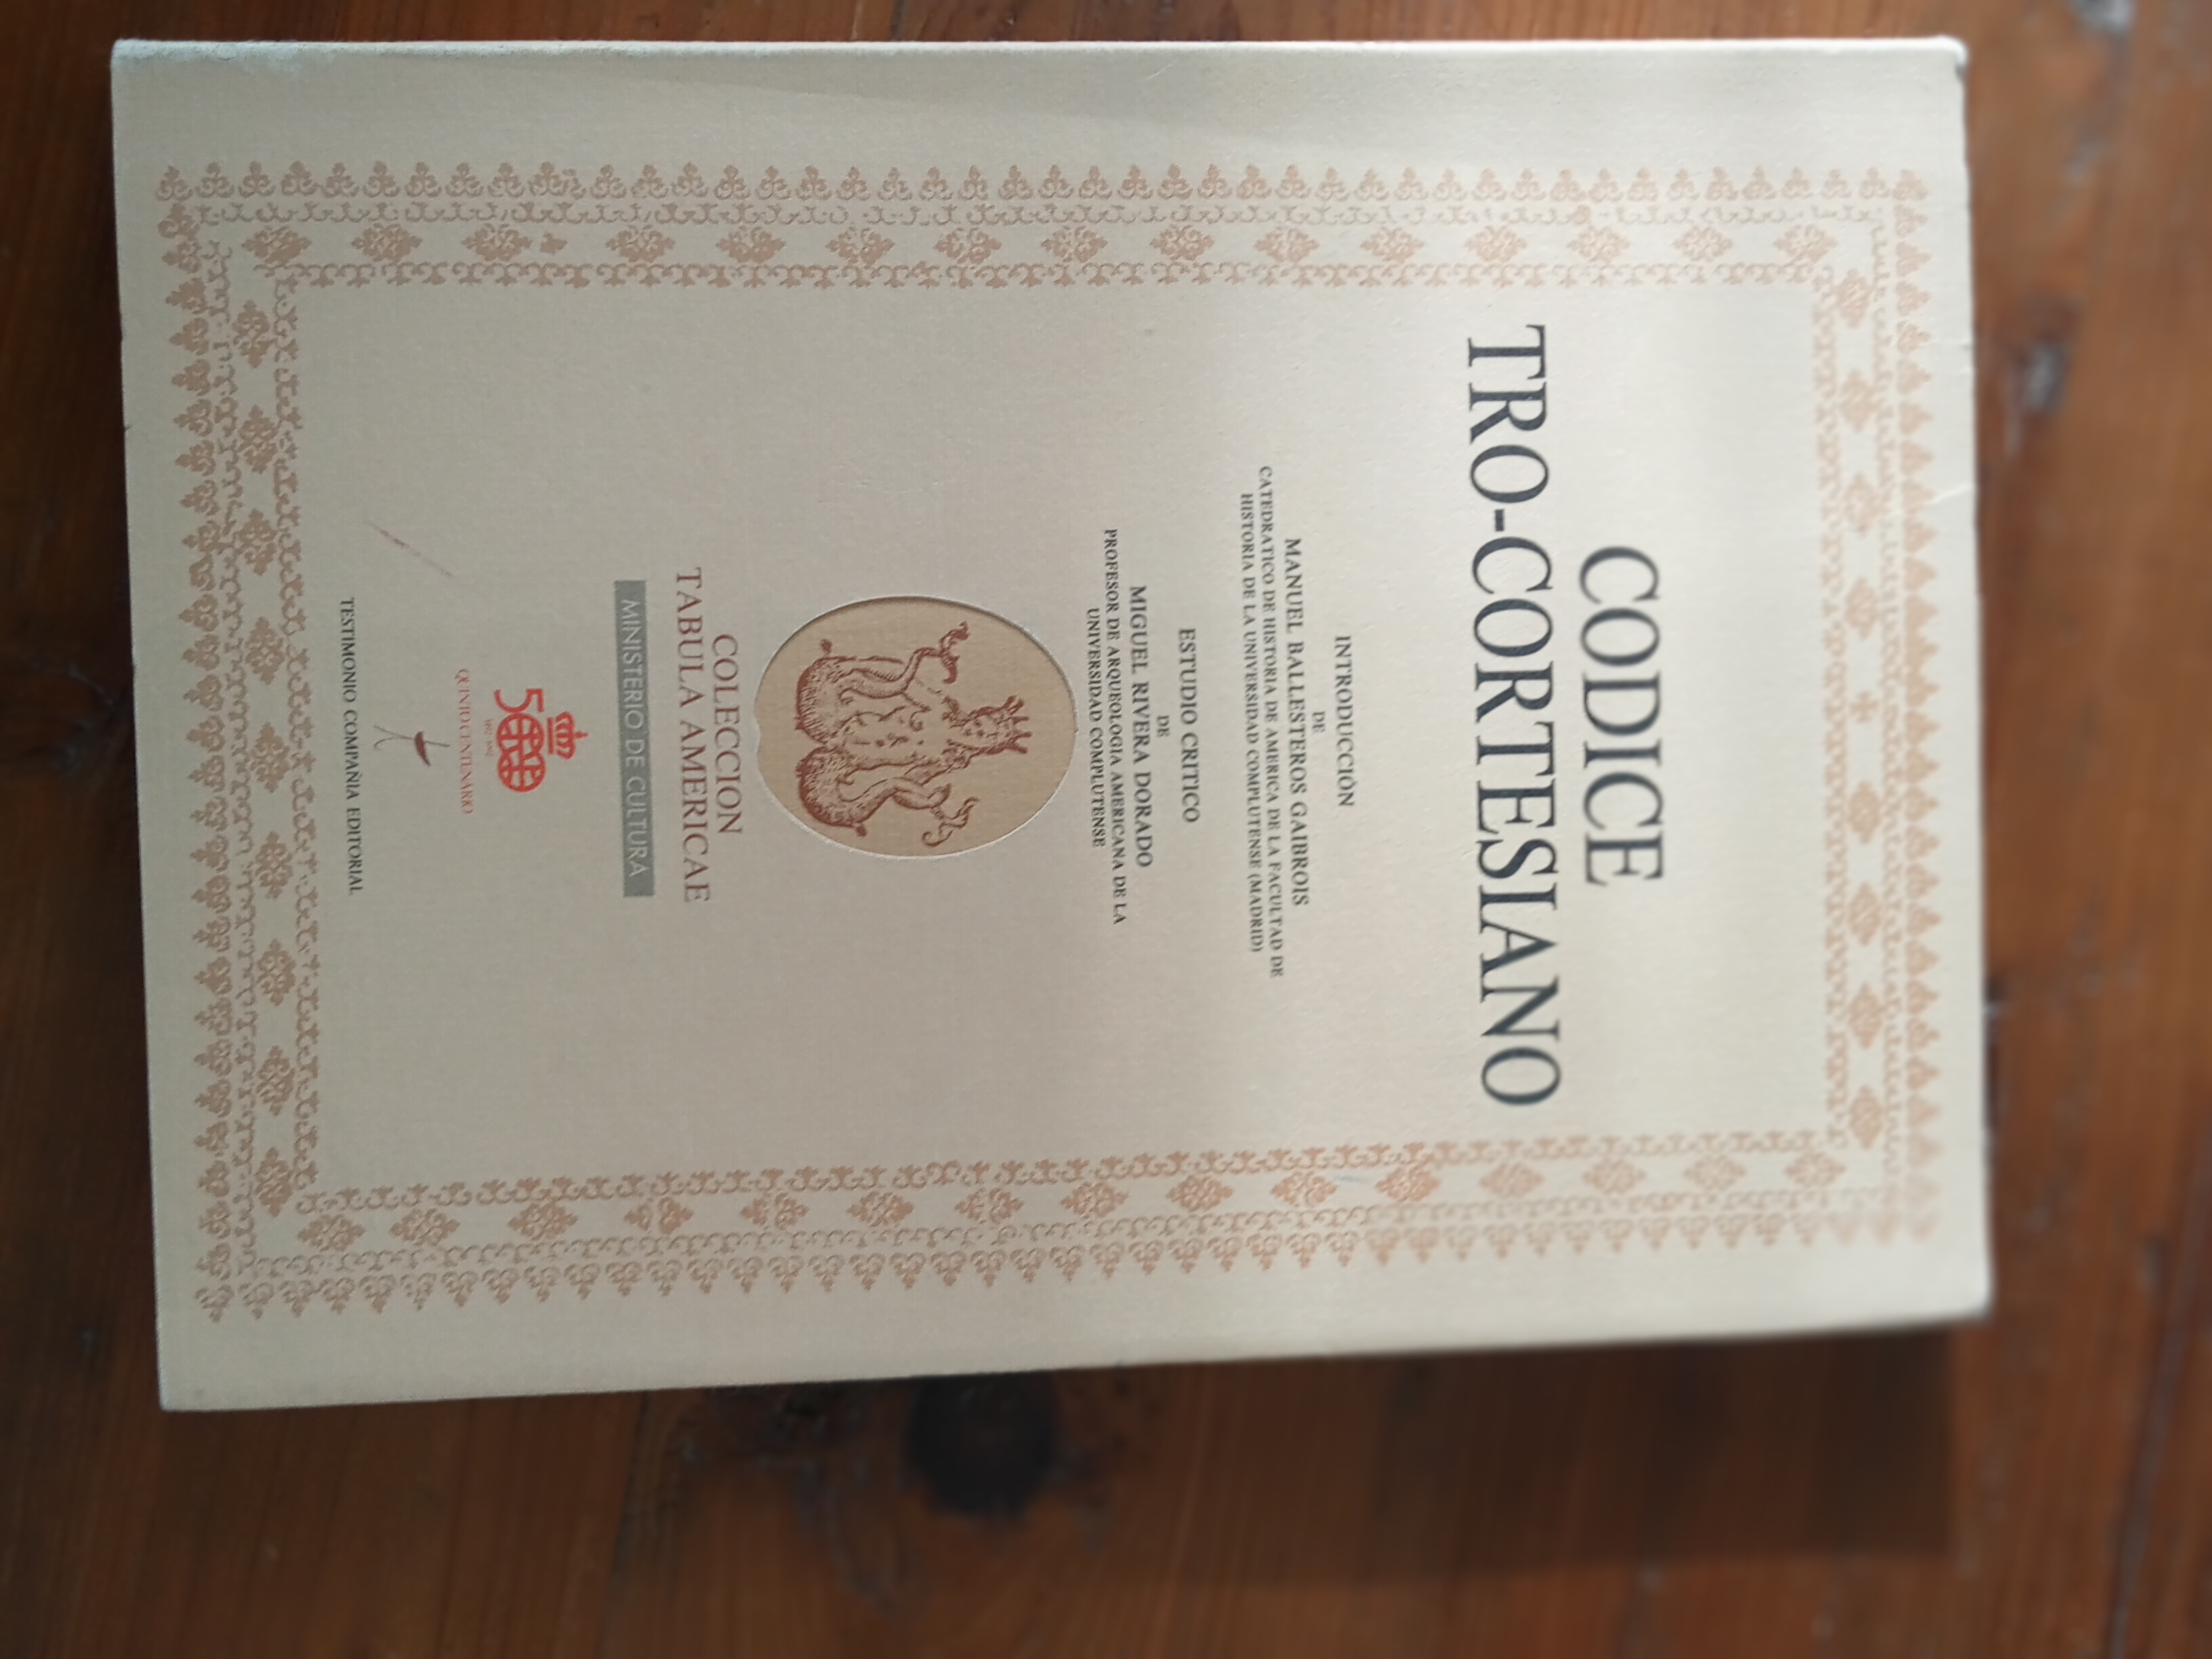 CODICE
TRO-CORTESIANO
INTRODUCCIÓN
DE
MANUEL BALLESTEROS GAIBROIS
CATEDRATICO DE HISTORIA DE AMERICA DE LA FACULTAD DE
HISTORIA DE LA UNIVERSIDAD COMPLUTENSE (MADRID)
ESTUDIO CRITICO
DE
MIGUEL RIVERA DORADO
PROFESOR DE ARQUEOLOGIA AMERICANA DE LA
UNIVERSIDAD COMPLUTENSE
COLECCION
TABULA AMERICAE
MINISTERIO DE CULTURA
500
QUINTO CENTENARIO
TESTIMONIO COMPAÑIA EDITORIAL